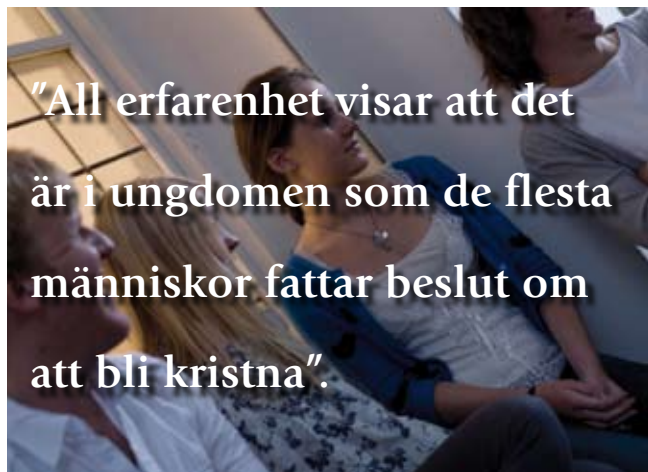 "All erfarenhet visar att det
är i ungdomen som de flesta
människor fattar beslut om
att bli kristna".